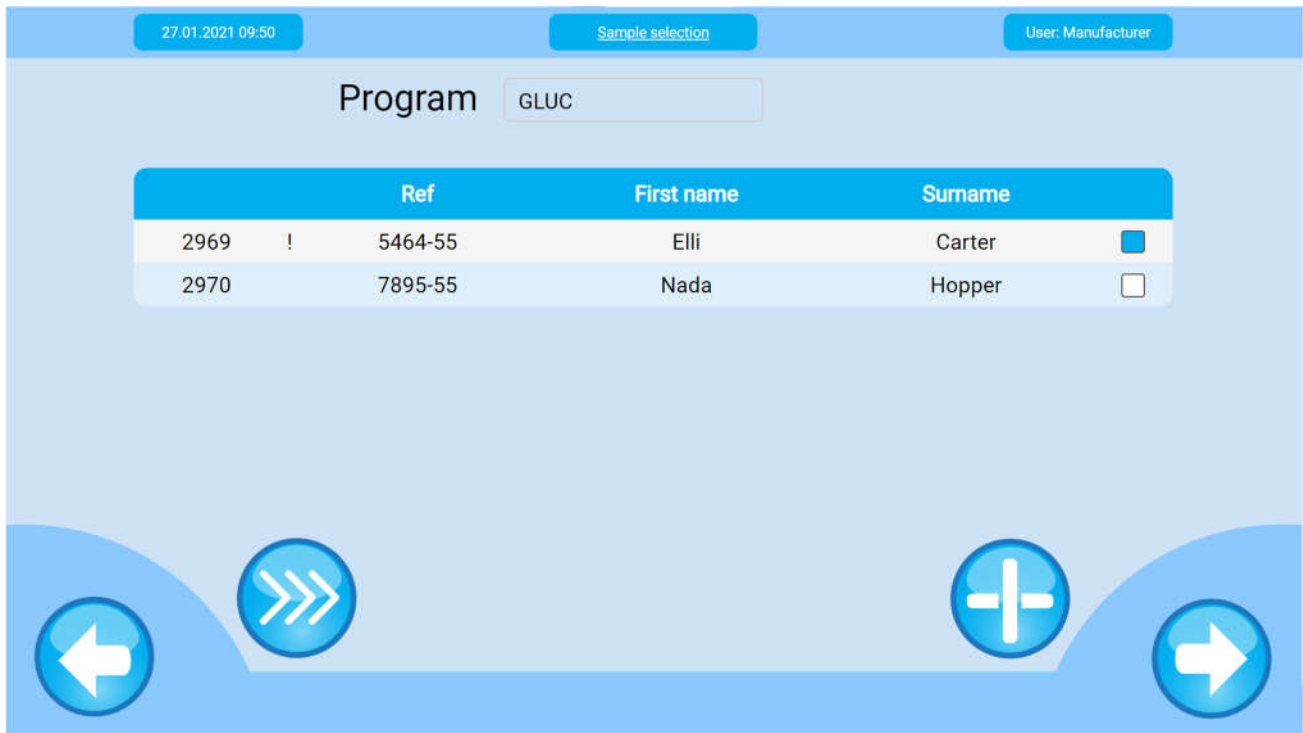 27.01.2021 09:50 Sample selection User: Manufacturer
Program GLUC
Ref First name Surname
2969 ! 5464-55 Elli Carter
2970 7895-55 Nada Hopper